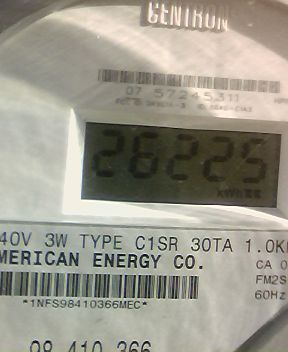 CENTRON
07 57245311
26225
40V 3W TYPE C1SR 30TA 1.0K
MERICAN ENERGY CO.
CA 0
FM2S
60Hz
*1NFS98410366MEC*
98 410 366